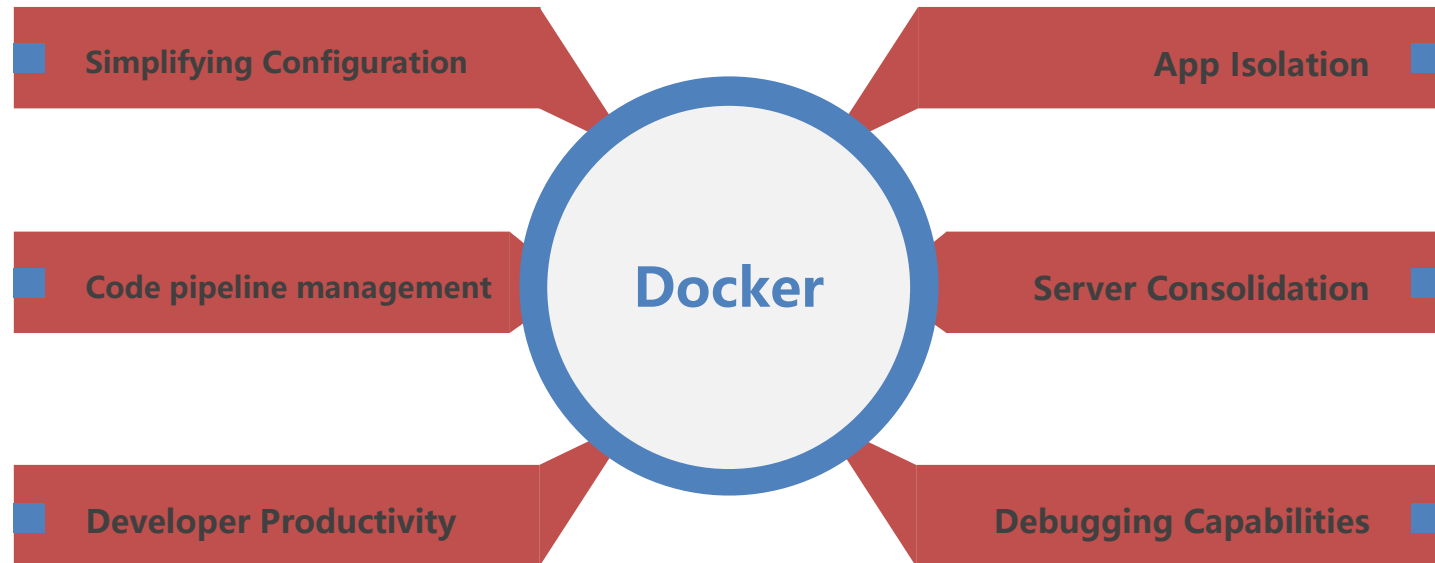 Simplifying Configuration
App Isolation
Code pipeline management
Docker
Server Consolidation
Developer Productivity
Debugging Capabilities